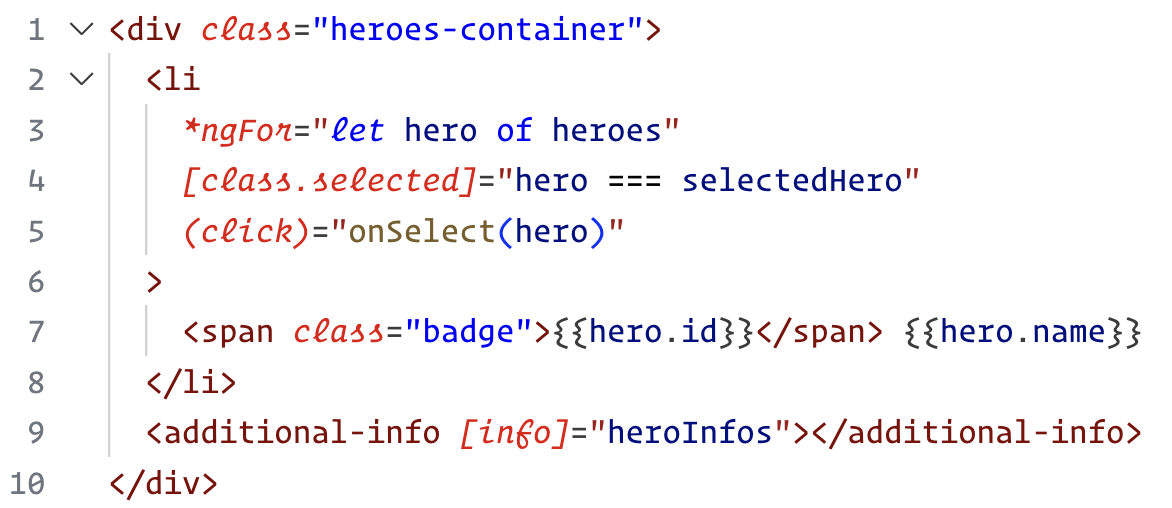 1 <div class="heroes-container">
2 <li
3 *ngFor="let hero of heroes"
4 [class.selected]="hero === selectedHero"
5 (click)="onSelect(hero)"
6 >
7 <span class="badge">{{hero.id}}</span> {{hero.name}}
8 </li>
9 <additional-info [info]="heroInfos"></additional-info>
10 </div>